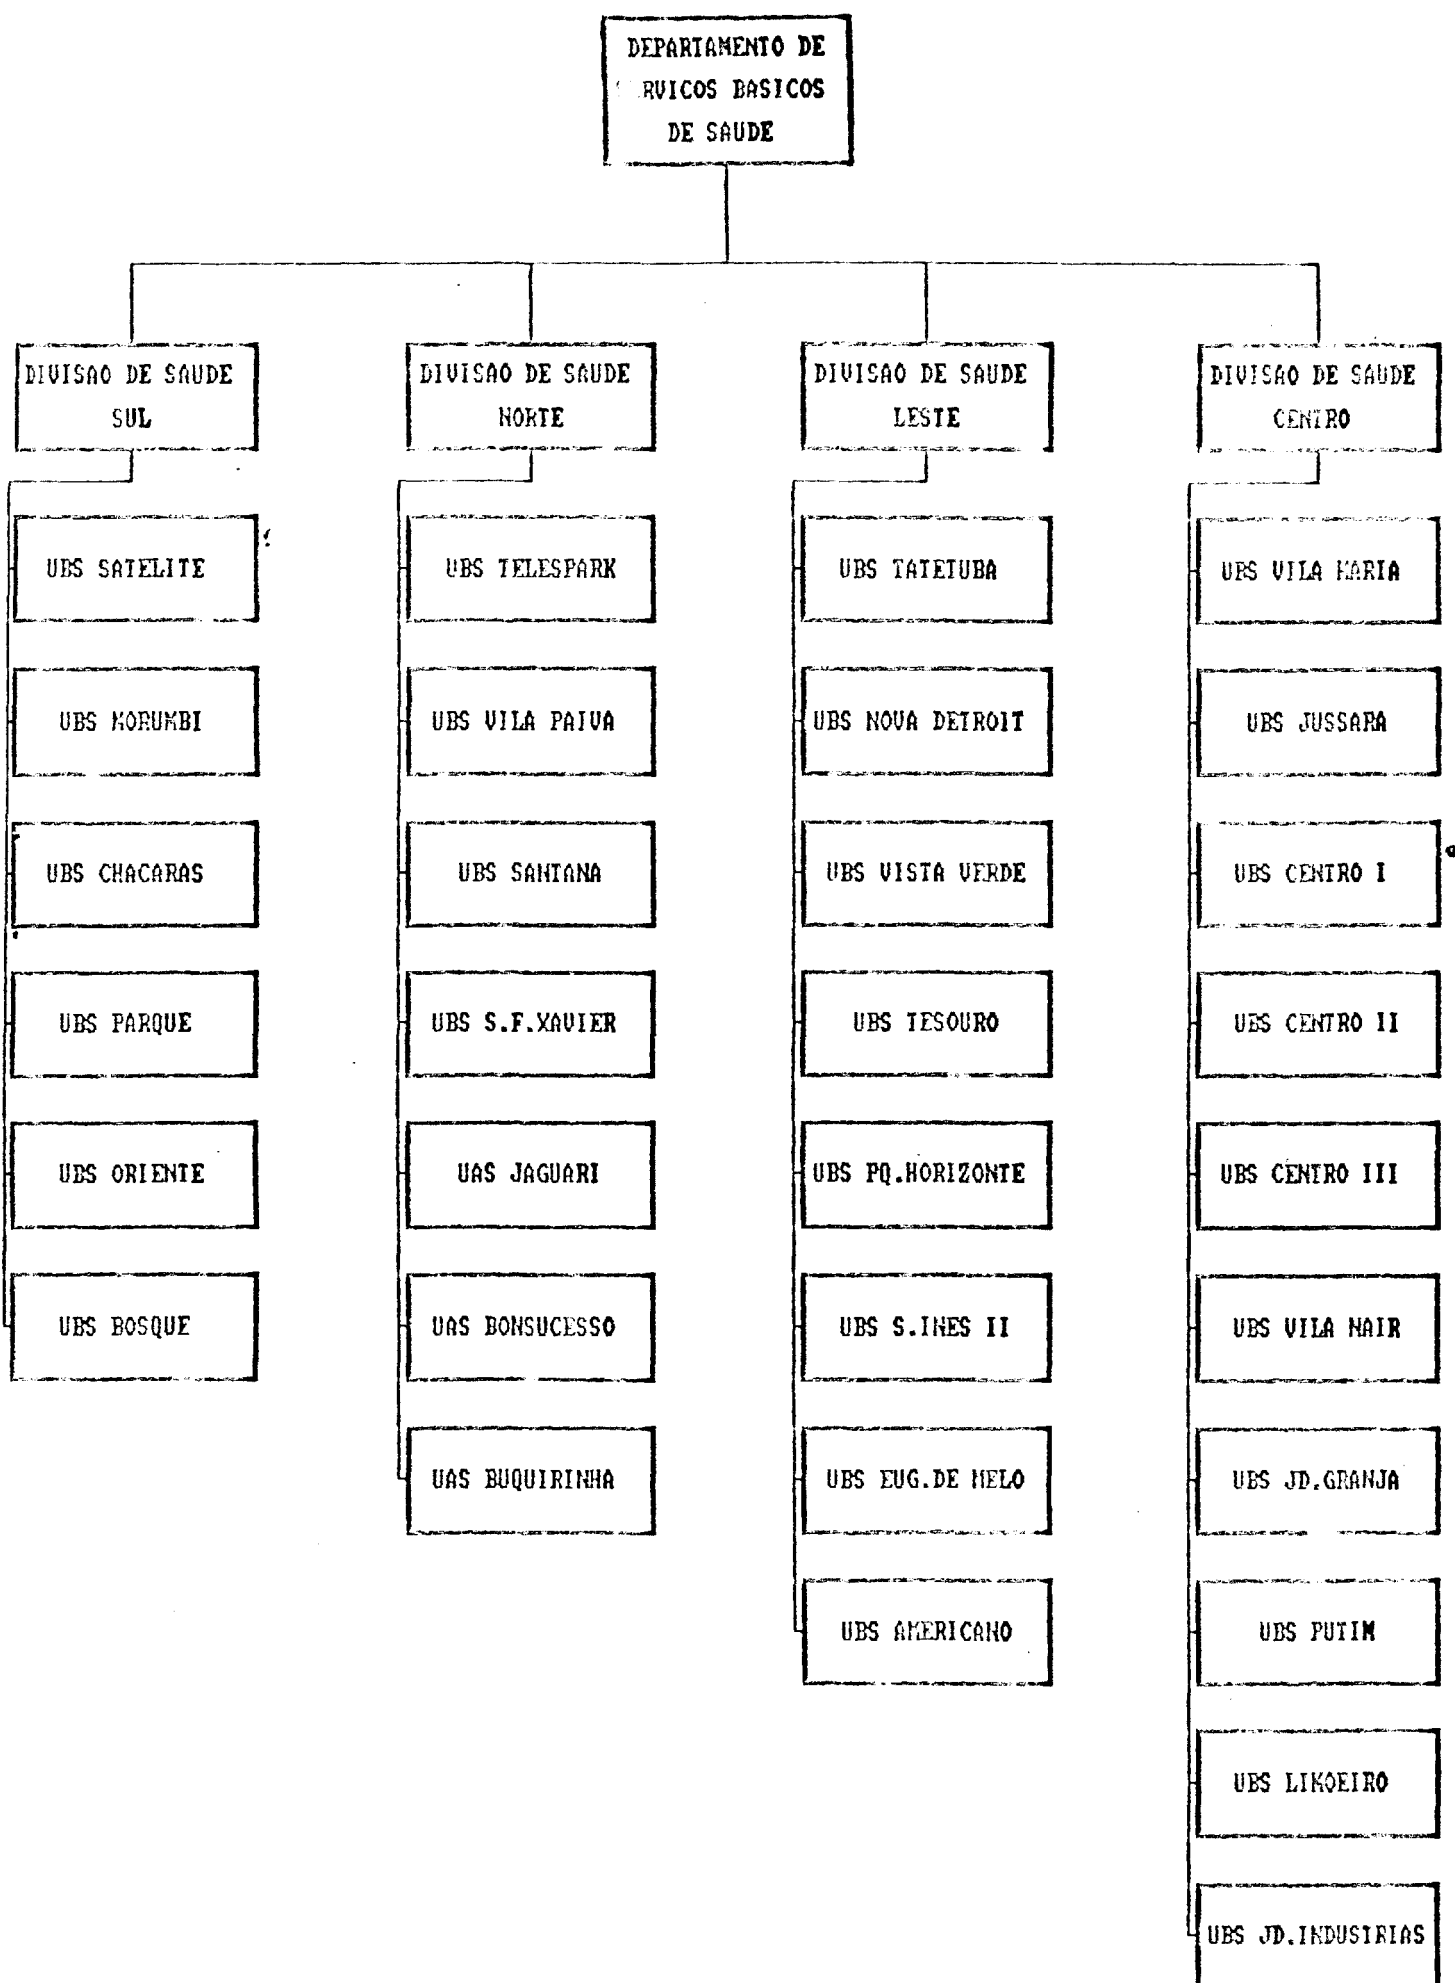 DEPARTAMENTO DE
RVICOS BASICOS
DE SAUDE
DIVISAO DE SAUDE
SUL
DIVISAO DE SAUDE
NORTE
DIVISAO DE SAUDE
LESTE
DIVISAO DE SAUDE
CENTRO
UBS SATELITE
UBS MORUMBI
UBS CHACARAS
UBS PARQUE
UBS ORIENTE
UBS BOSQUE
UBS TELESPARK
UBS VILA PAIVA
UBS SANTANA
UBS S.F.XAVIER
UAS JAGUARI
UAS BONSUCESSO
UAS BUQUIRINHA
UBS TATETUBA
UBS NOVA DETROIT
UBS VISTA VERDE
UBS TESOURO
UBS PQ.HORIZONTE
UBS S.INES II
UBS EUG.DE MELO
UBS AMERICANO
UBS VILA MARIA
UBS JUSSARA
UBS CENTRO I
UBS CENTRO II
UBS CENTRO III
UBS VILA NAIR
UBS JD.GRANJA
UBS PUTIM
UBS LIMOEIRO
UBS JD.INDUSTRIAS